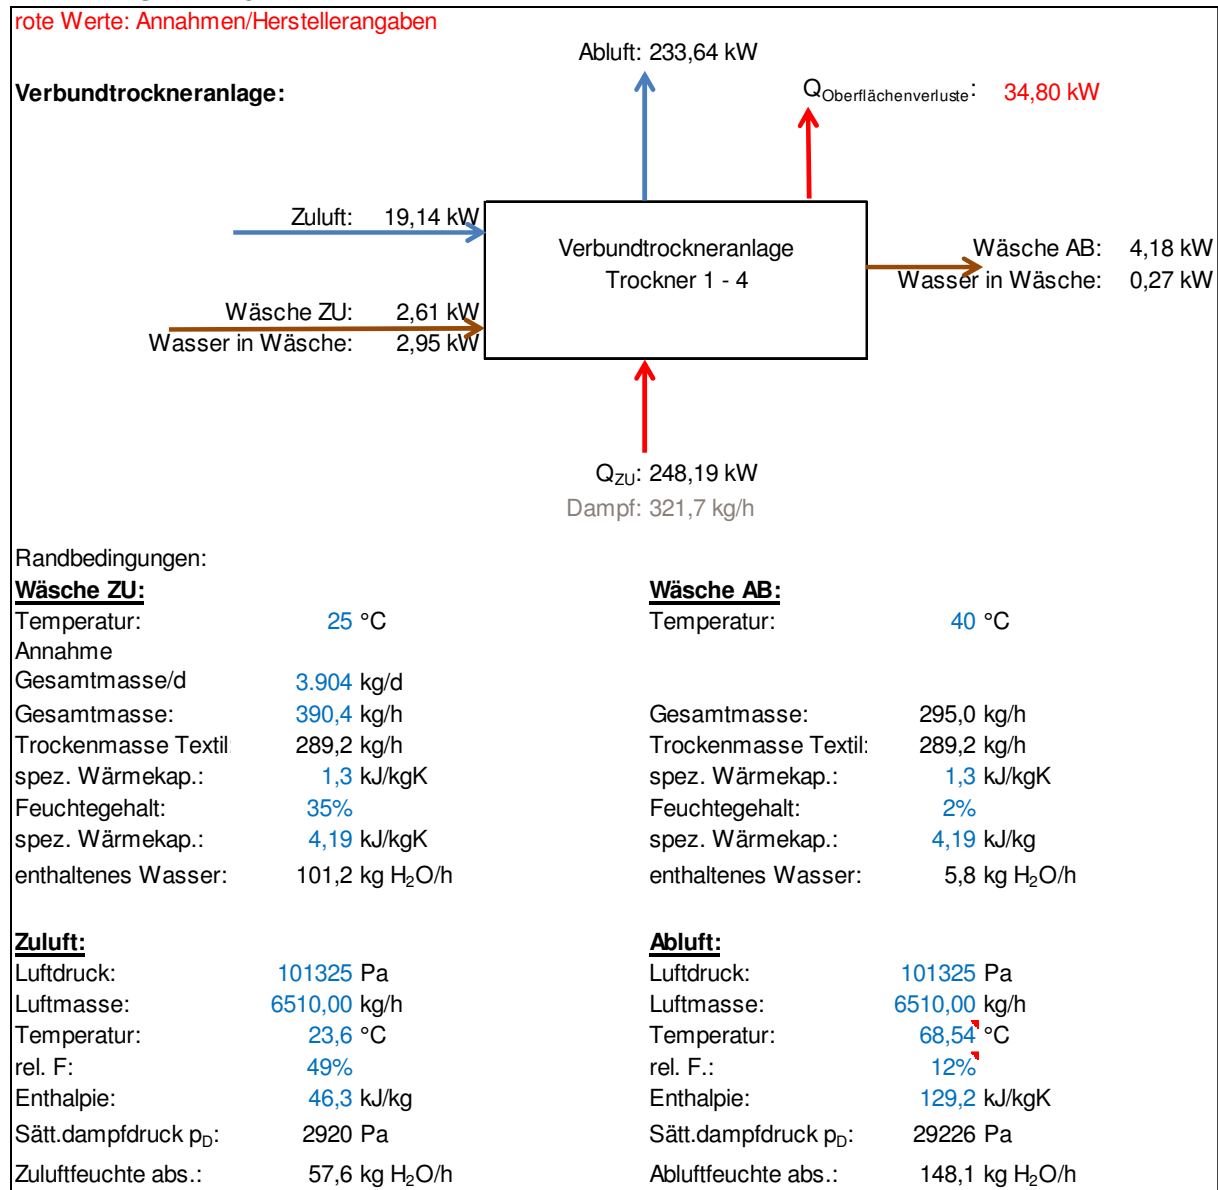 rote Werte: Annahmen/Herstellerangaben
Abluft: 233,64 kW
Verbundtrockneranlage:
Q_Oberflächenverluste: 34,80 kW
Zuluft: 19,14 kW
Verbundtrockneranlage
Trockner 1 - 4
Wäsche AB: 4,18 kW
Wasser in Wäsche: 0,27 kW
Wäsche ZU: 2,61 kW
Wasser in Wäsche: 2,95 kW
Q_ZU: 248,19 kW
Dampf: 321,7 kg/h
Randbedingungen:
Wäsche ZU: Wäsche AB:
Temperatur: 25 °C Temperatur: 40 °C
Annahme
Gesamtmasse/d 3.904 kg/d
Gesamtmasse: 390,4 kg/h Gesamtmasse: 295,0 kg/h
Trockenmasse Textil: 289,2 kg/h Trockenmasse Textil: 289,2 kg/h
spez. Wärmekap.: 1,3 kJ/kgK spez. Wärmekap.: 1,3 kJ/kgK
Feuchtegehalt: 35% Feuchtegehalt: 2%
spez. Wärmekap.: 4,19 kJ/kgK spez. Wärmekap.: 4,19 kJ/kg
enthaltenes Wasser: 101,2 kg H₂O/h enthaltenes Wasser: 5,8 kg H₂O/h
Zuluft: Abluft:
Luftdruck: 101325 Pa Luftdruck: 101325 Pa
Luftmasse: 6510,00 kg/h Luftmasse: 6510,00 kg/h
Temperatur: 23,6 °C Temperatur: 68,54 °C
rel. F: 49% rel. F.: 12%
Enthalpie: 46,3 kJ/kg Enthalpie: 129,2 kJ/kgK
Sätt.dampfdruck p_D: 2920 Pa Sätt.dampfdruck p_D: 29226 Pa
Zuluftfeuchte abs.: 57,6 kg H₂O/h Abluftfeuchte abs.: 148,1 kg H₂O/h